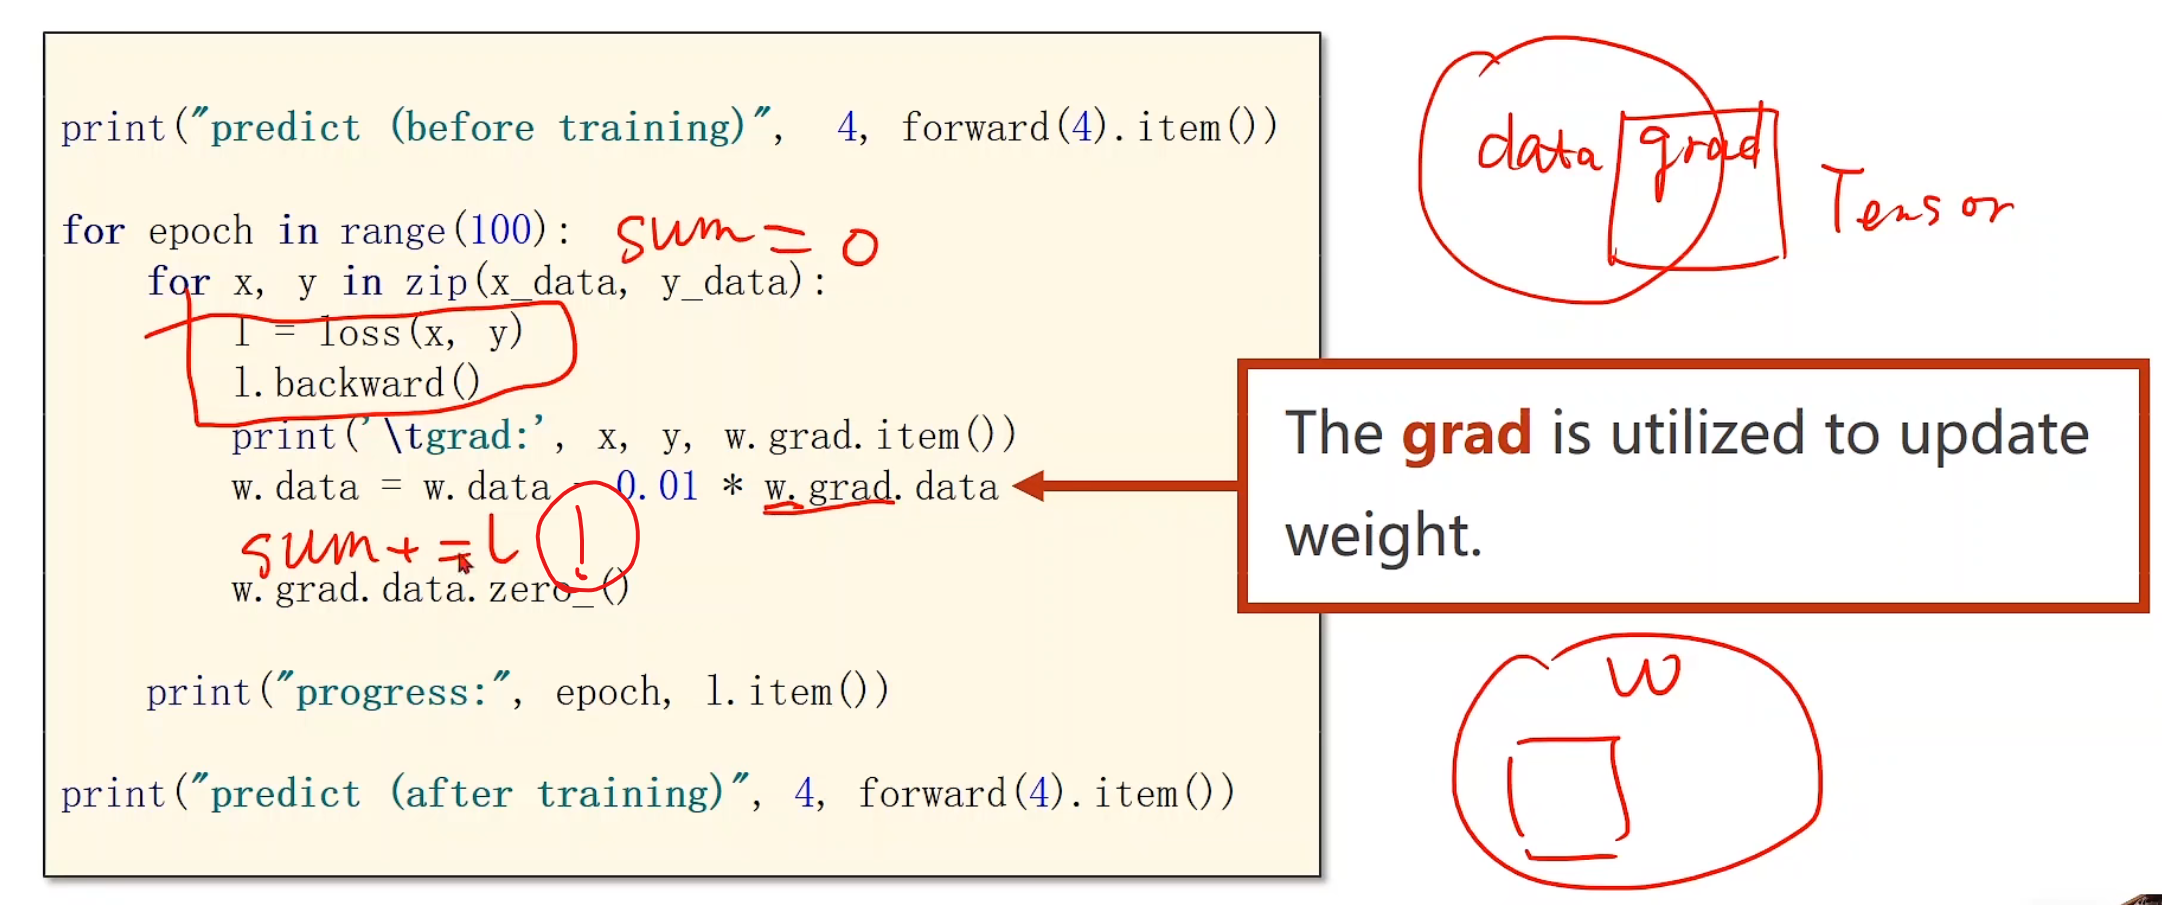 print("predict (before training)", 4, forward(4).item())
for epoch in range(100): sum = 0
for x, y in zip(x_data, y_data):
l = loss(x, y)
l.backward()
print('\tgrad:', x, y, w.grad.item())
w.data = w.data - 0.01 * w.grad.data
sum += l !
w.grad.data.zero_()
print("progress:", epoch, l.item())
print("predict (after training)", 4, forward(4).item())
data grad
Tensor
The grad is utilized to update
weight.
w